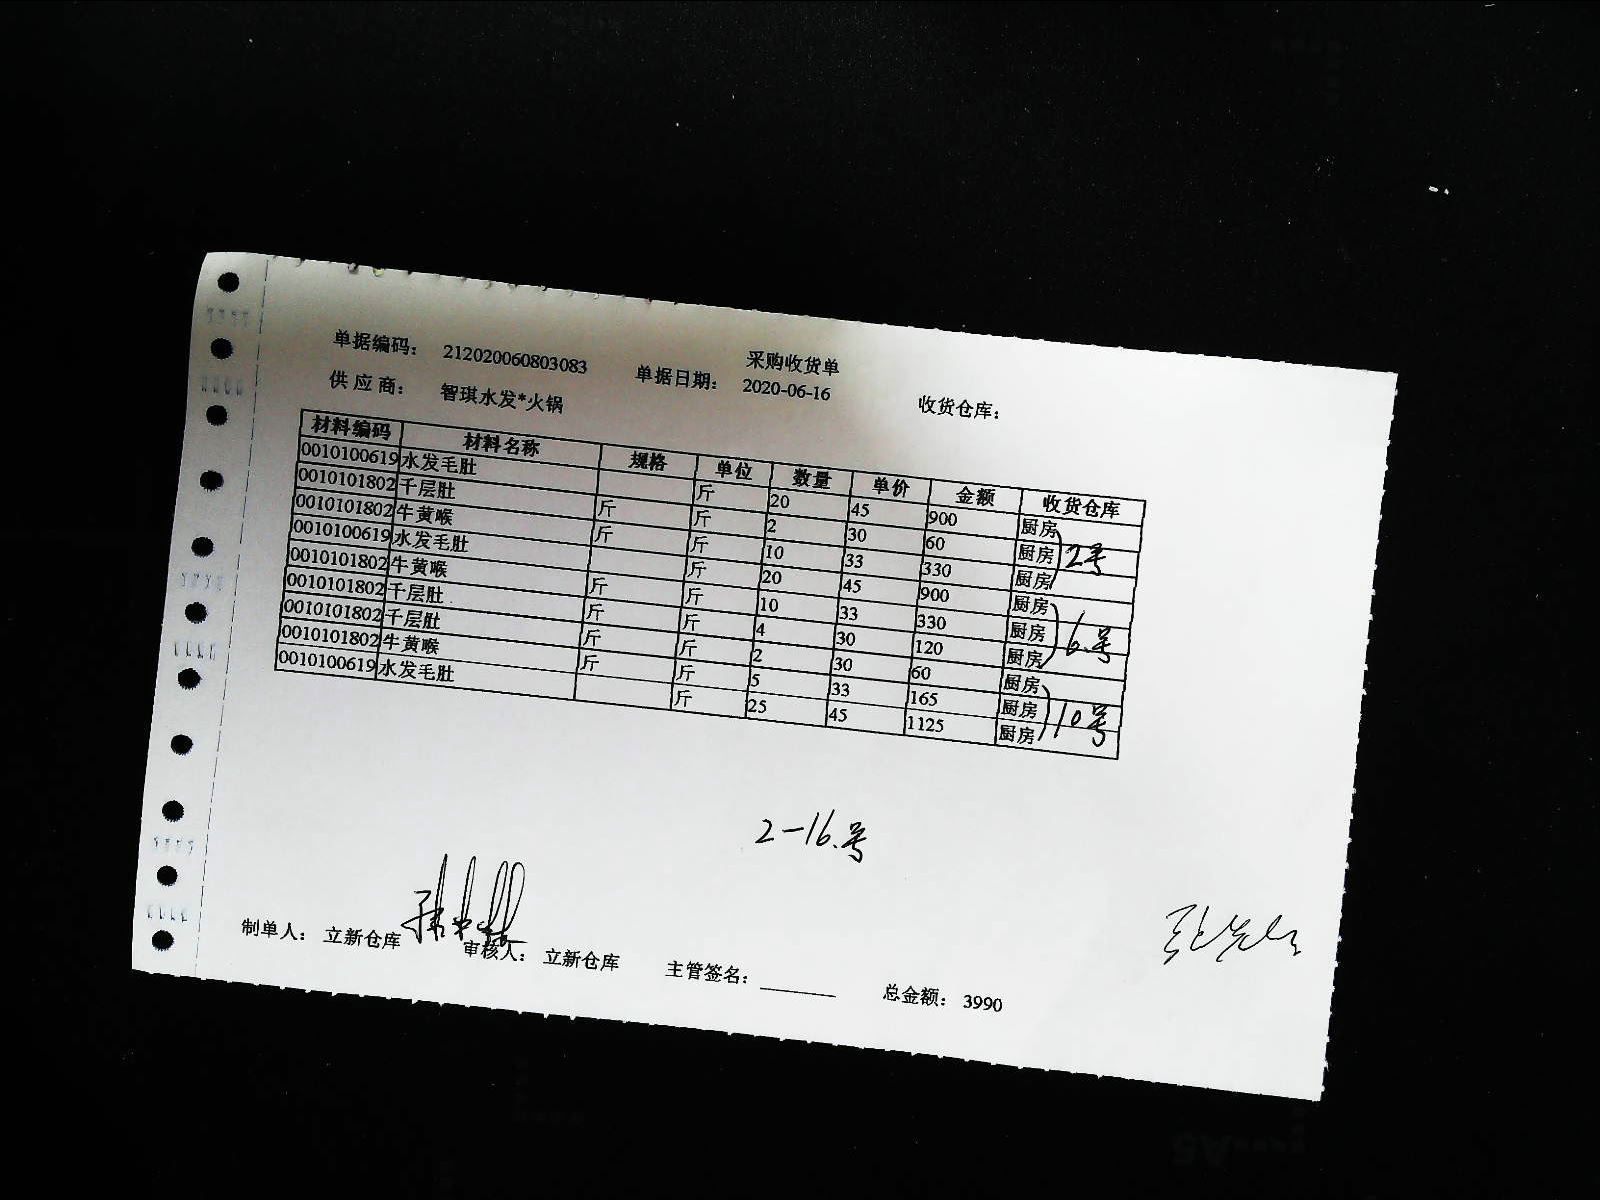 采购收货单
单据编码： 212020060803083 单据日期： 2020-06-16 收货仓库：
供应商： 智琪水发*火锅
材料编码 材料名称 规格 单位 数量 单价 金额 收货仓库
0010100619 水发毛肚 斤 20 45 900 厨房
0010101802 千层肚 斤 斤 2 30 60 厨房 2号
0010101802 牛黄喉 斤 斤 10 33 330 厨房
0010100619 水发毛肚 斤 20 45 900 厨房
0010101802 牛黄喉 斤 斤 10 33 330 厨房 6.号
0010101802 千层肚 斤 斤 4 30 120 厨房
0010101802 千层肚 斤 斤 2 30 60 厨房
0010101802 牛黄喉 斤 斤 5 33 165 厨房 10号
0010100619 水发毛肚 斤 25 45 1125 厨房
2-16.号
制单人： 立新仓库 审核人： 立新仓库 主管签名： 总金额： 3990